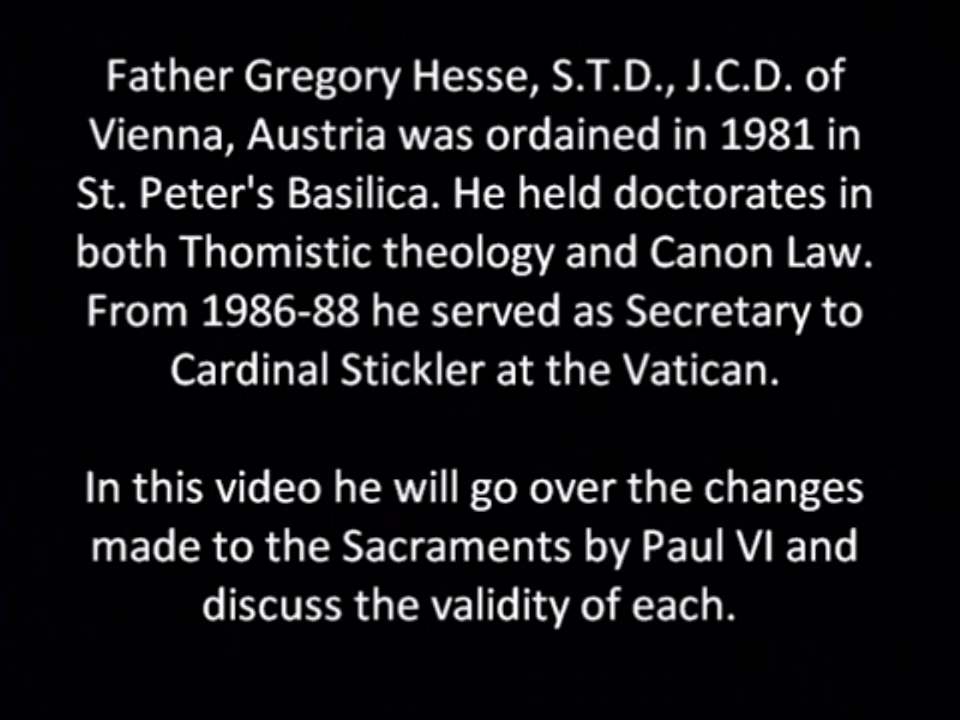 Father Gregory Hesse, S.T.D., J.C.D. of
Vienna, Austria was ordained in 1981 in
St. Peter's Basilica. He held doctorates in
both Thomistic theology and Canon Law.
From 1986-88 he served as Secretary to
Cardinal Stickler at the Vatican.
In this video he will go over the changes
made to the Sacraments by Paul VI and
discuss the validity of each.